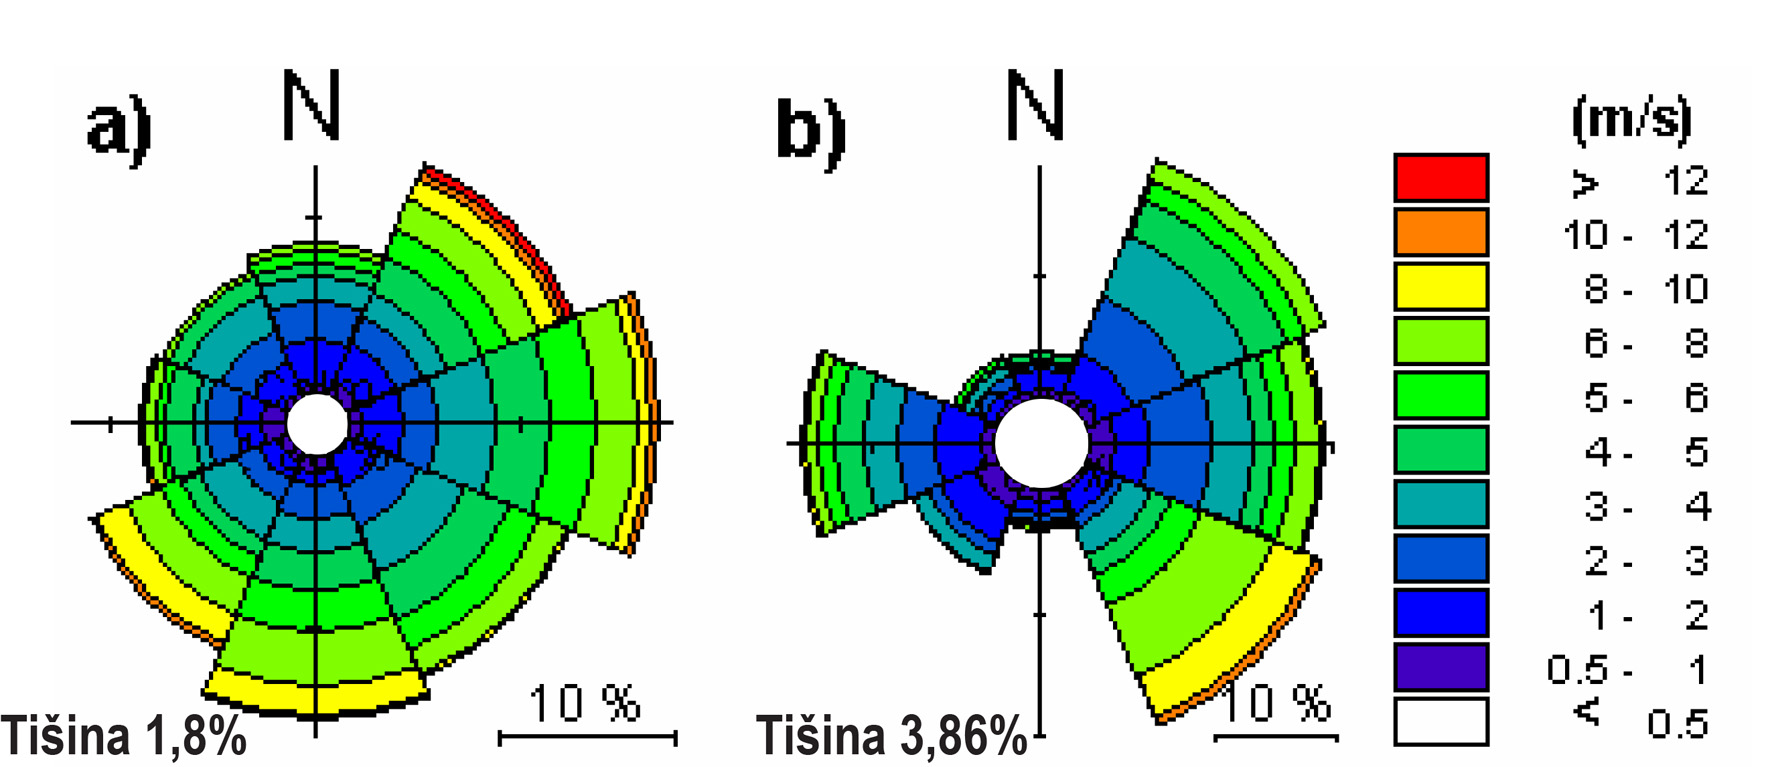 a)
N
10 %
Tišina 1,8%
b)
N
10 %
Tišina 3,86%
(m/s)
> 12
10 - 12
8 - 10
6 - 8
5 - 6
4 - 5
3 - 4
2 - 3
1 - 2
0.5 - 1
< 0.5